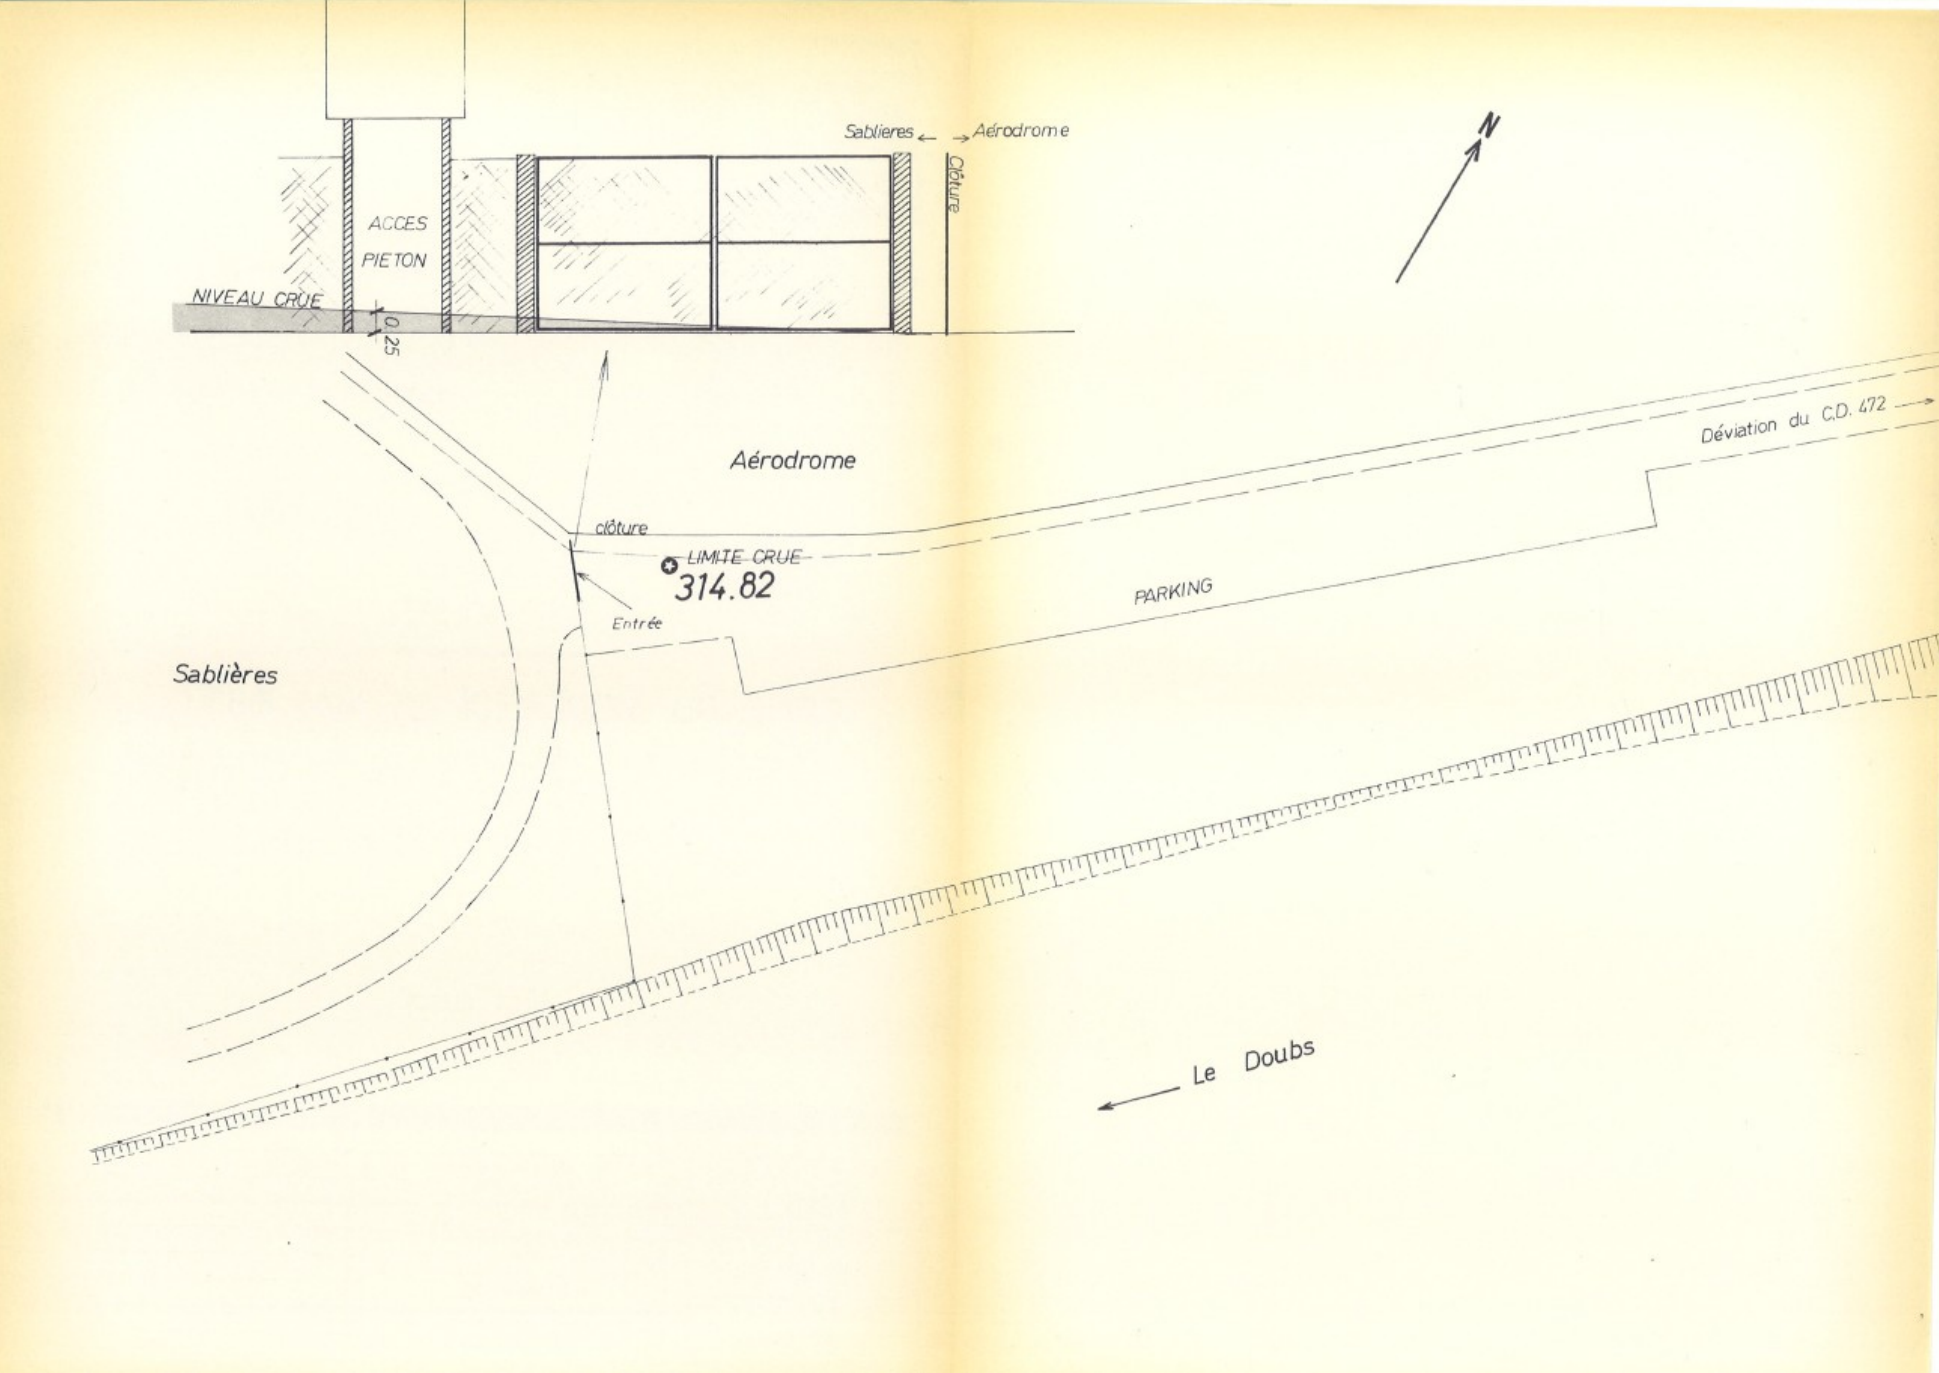 Sablieres ← → Aérodrome
N
Clôture
ACCES
PIETON
NIVEAU CRUE
0.25
Déviation du C.D. 472 →
Aérodrome
clôture
LIMITE CRUE
314.82
PARKING
Entrée
Sablières
Le Doubs